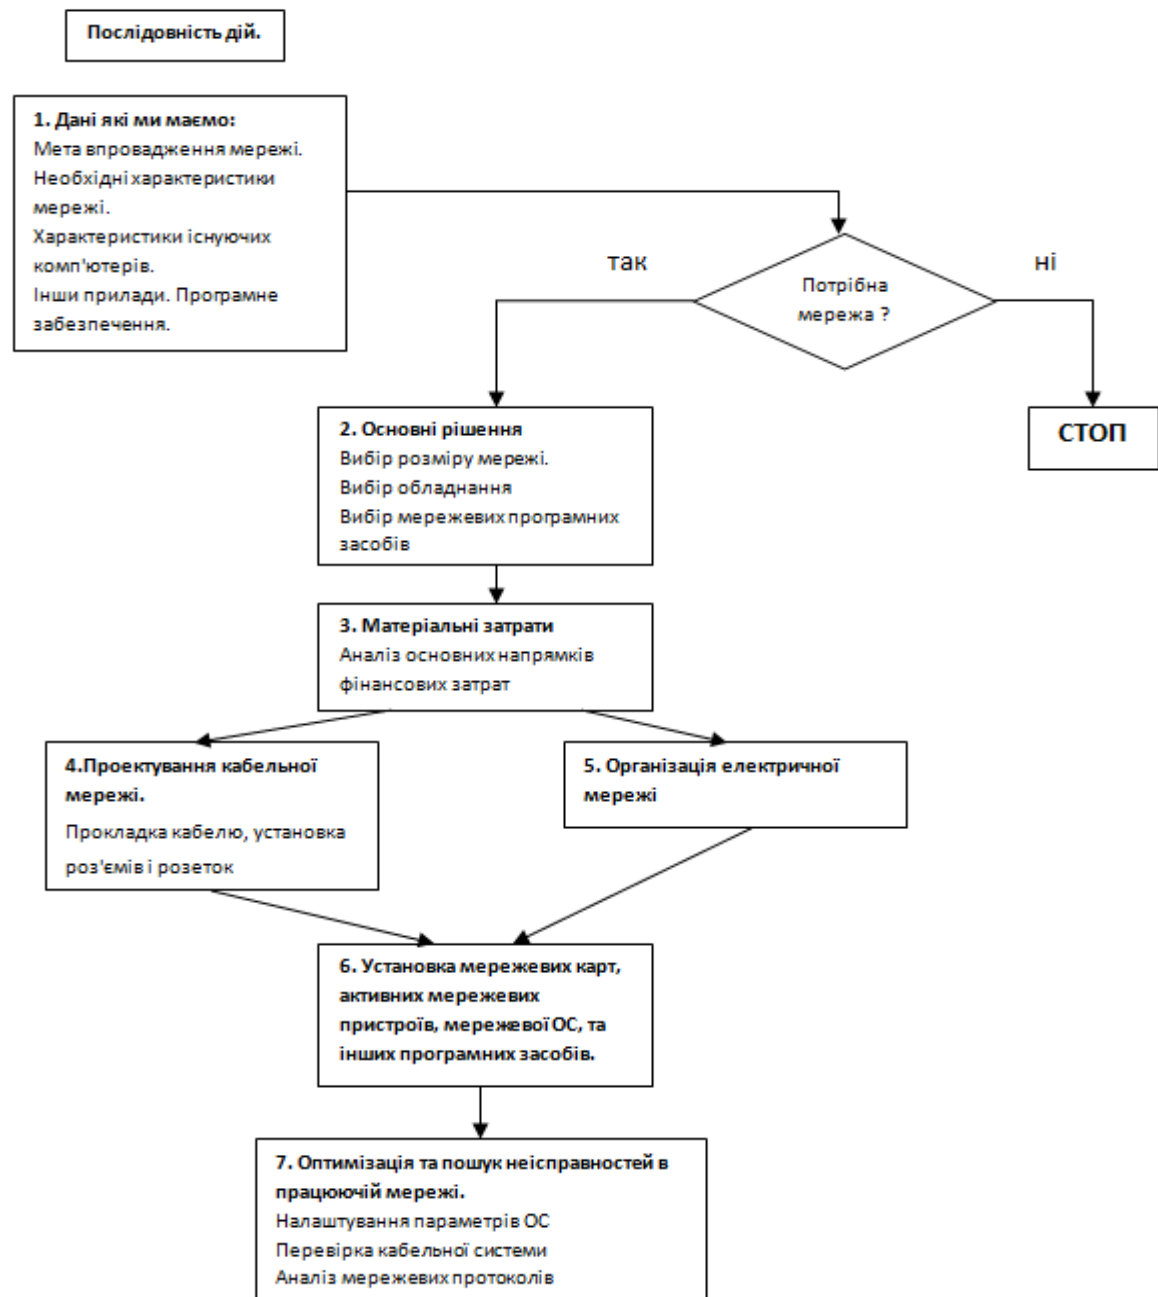 Послідовність дій.
1. Дані які ми маємо:
Мета впровадження мережі.
Необхідні характеристики
мережі.
Характеристики існуючих
комп'ютерів.
Інши прилади. Програмне
забезпечення.
так
ні
Потрібна
мережа ?
СТОП
2. Основні рішення
Вибір розміру мережі.
Вибір обладнання
Вибір мережевих програмних
засобів
3. Матеріальні затрати
Аналіз основних напрямків
фінансових затрат
4.Проектування кабельної
мережі.
Прокладка кабелю, установка
роз'ємів і розеток
5. Організація електричної
мережі
6. Установка мережевих карт,
активних мережевих
пристроїв, мережевої ОС, та
інших програмних засобів.
7. Оптимізація та пошук неісправностей в
працюючій мережі.
Налаштування параметрів ОС
Перевірка кабельної системи
Аналіз мережевих протоколів